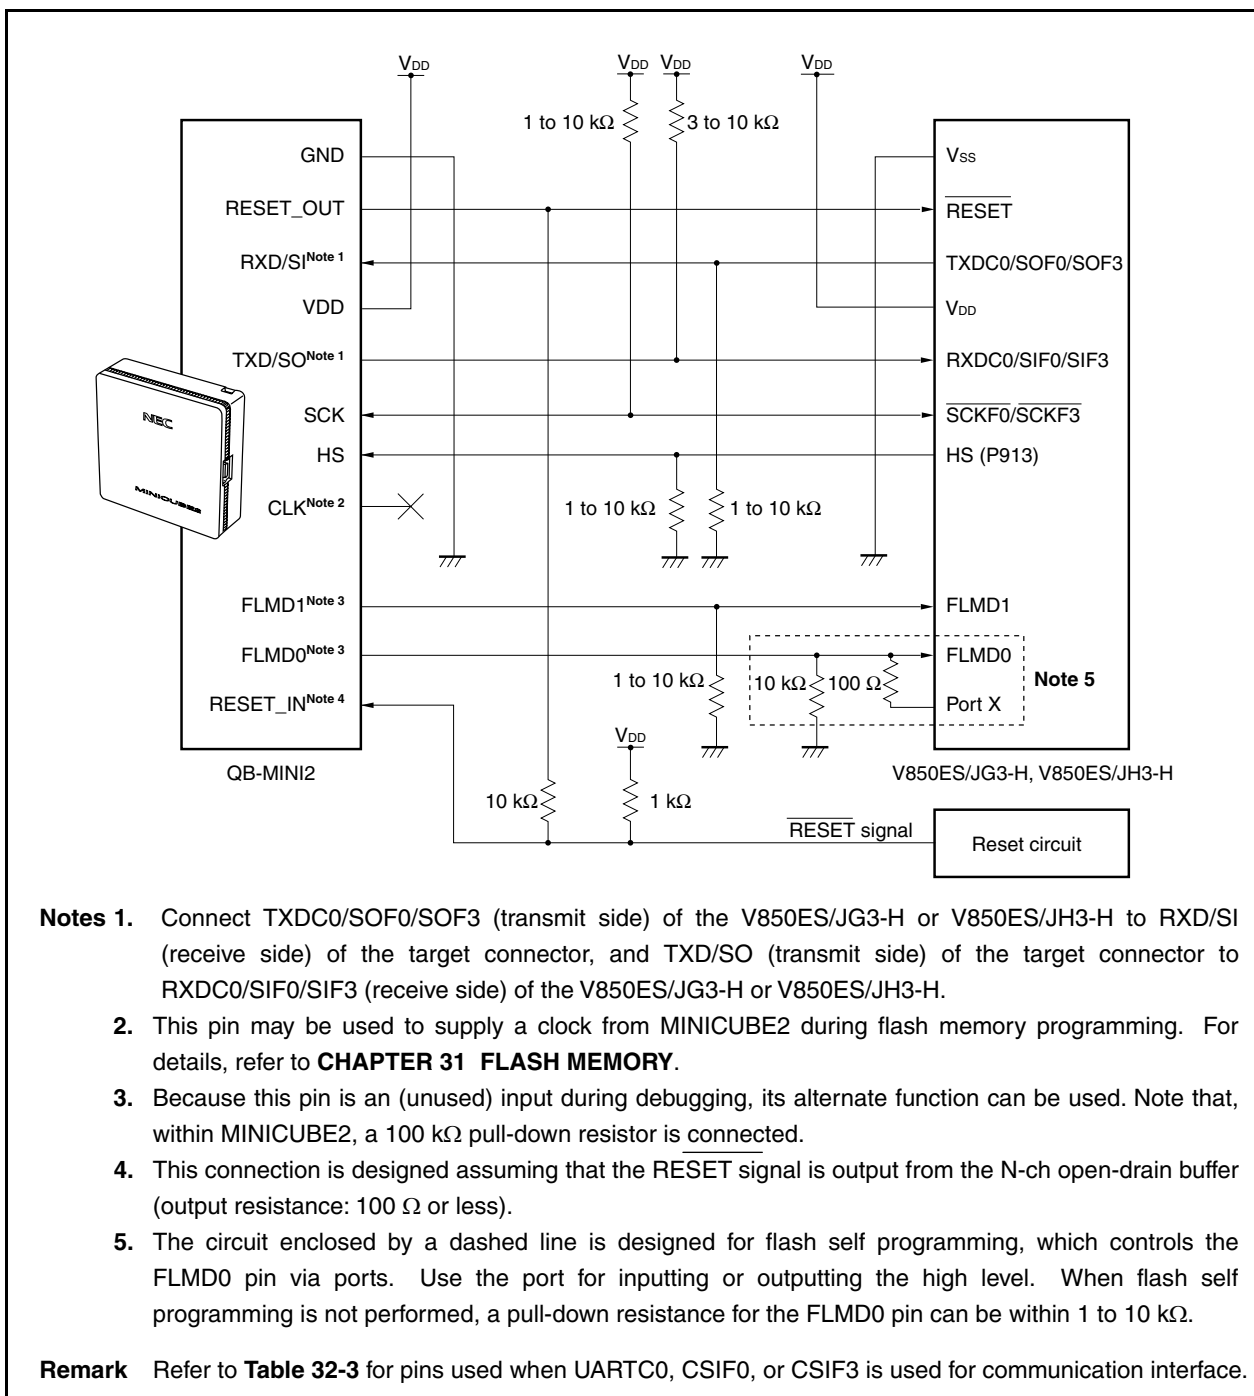 VDD VDD VDD VDD
1 to 10 kΩ 3 to 10 kΩ
GND VSS
RESET_OUT RESET
RXD/SI Note 1 TXDC0/SOF0/SOF3
VDD VDD
TXD/SO Note 1 RXDC0/SIF0/SIF3
SCK SCKF0/SCKF3
HS HS (P913)
NEC
MINICUBE2
CLK Note 2 1 to 10 kΩ 1 to 10 kΩ
FLMD1 Note 3 FLMD1
FLMD0 Note 3 FLMD0
1 to 10 kΩ 10 kΩ 100 Ω Note 5
RESET_IN Note 4 Port X
VDD
QB-MINI2 V850ES/JG3-H, V850ES/JH3-H
10 kΩ 1 kΩ
RESET signal Reset circuit
Notes 1. Connect TXDC0/SOF0/SOF3 (transmit side) of the V850ES/JG3-H or V850ES/JH3-H to RXD/SI
(receive side) of the target connector, and TXD/SO (transmit side) of the target connector to
RXDC0/SIF0/SIF3 (receive side) of the V850ES/JG3-H or V850ES/JH3-H.
2. This pin may be used to supply a clock from MINICUBE2 during flash memory programming. For
details, refer to CHAPTER 31 FLASH MEMORY.
3. Because this pin is an (unused) input during debugging, its alternate function can be used. Note that,
within MINICUBE2, a 100 kΩ pull-down resistor is connected.
4. This connection is designed assuming that the RESET signal is output from the N-ch open-drain buffer
(output resistance: 100 Ω or less).
5. The circuit enclosed by a dashed line is designed for flash self programming, which controls the
FLMD0 pin via ports. Use the port for inputting or outputting the high level. When flash self
programming is not performed, a pull-down resistance for the FLMD0 pin can be within 1 to 10 kΩ.
Remark Refer to Table 32-3 for pins used when UARTC0, CSIF0, or CSIF3 is used for communication interface.